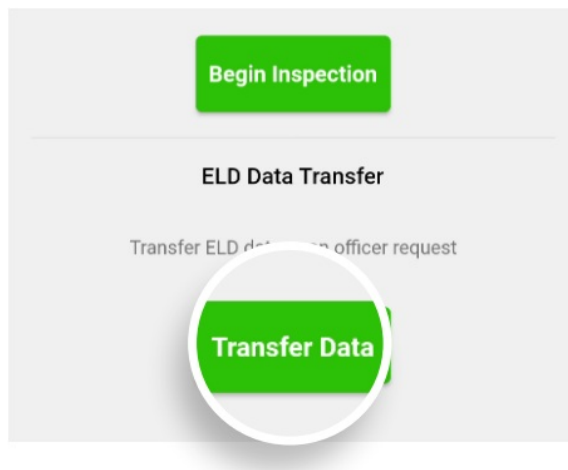 Begin Inspection
ELD Data Transfer
Transfer ELD officer request
Transfer Data